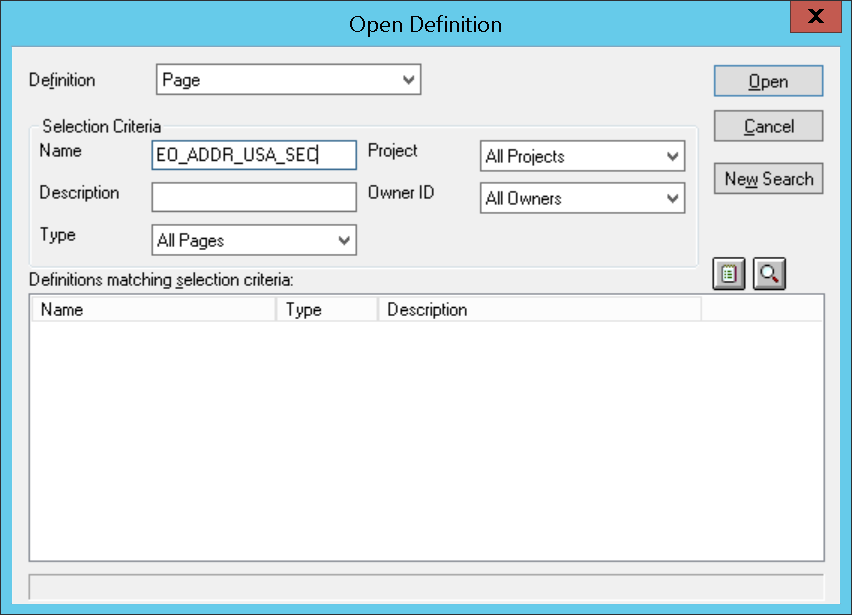 Open Definition
X
Definition Page Open
Selection Criteria Cancel
Name EO_ADDR_USA_SEC Project All Projects
New Search
Description Owner ID All Owners
Type All Pages
Definitions matching selection criteria:
Name Type Description